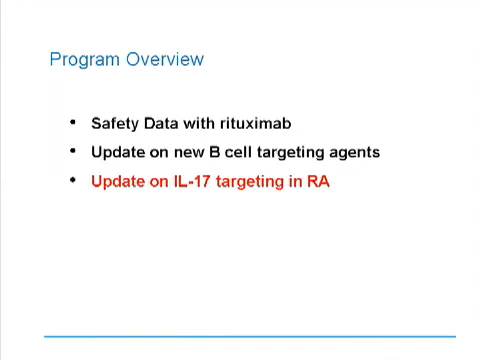 Program Overview
• Safety Data with rituximab
• Update on new B cell targeting agents
• Update on IL-17 targeting in RA